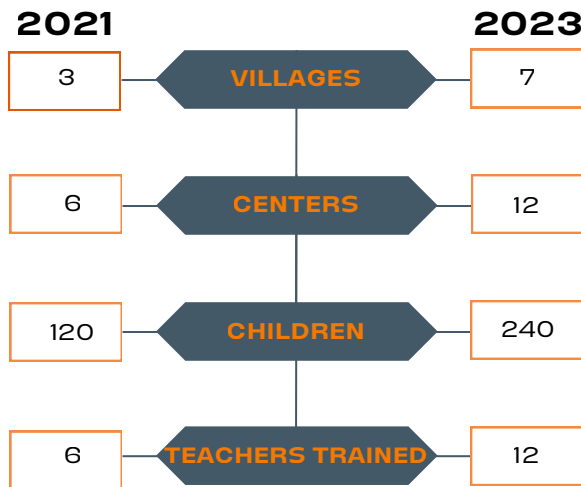 2021 2023
3 VILLAGES 7
6 CENTERS 12
120 CHILDREN 240
6 TEACHERS TRAINED 12